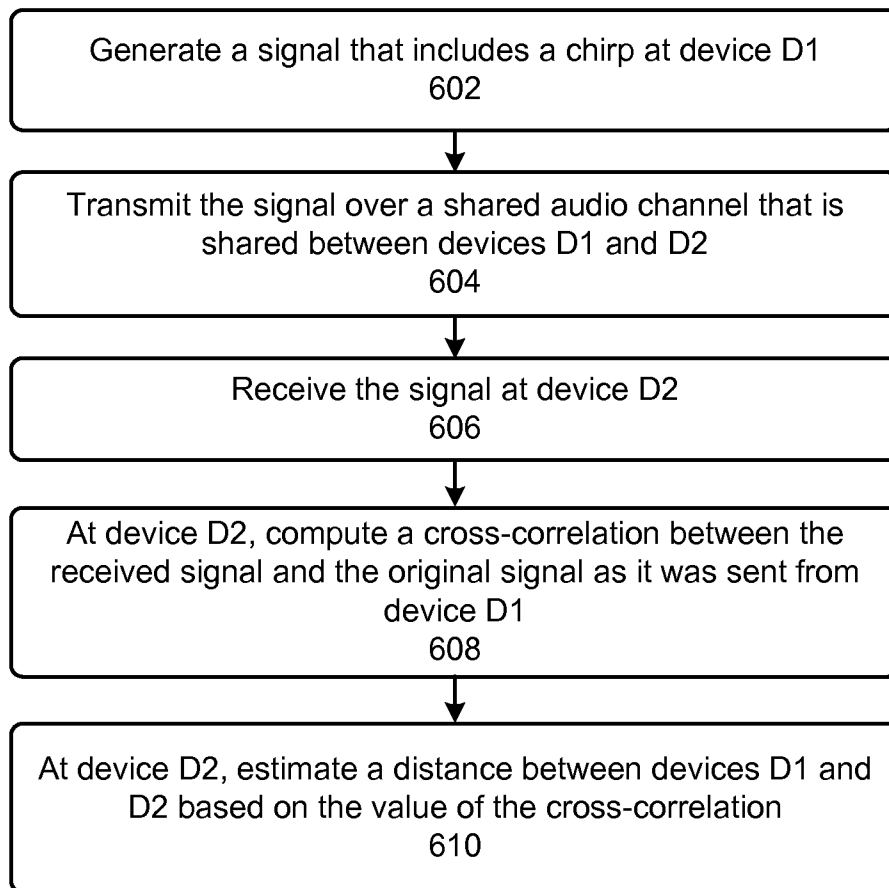 Generate a signal that includes a chirp at device D1
602
Transmit the signal over a shared audio channel that is
shared between devices D1 and D2
604
Receive the signal at device D2
606
At device D2, compute a cross-correlation between the
received signal and the original signal as it was sent from
device D1
608
At device D2, estimate a distance between devices D1 and
D2 based on the value of the cross-correlation
610